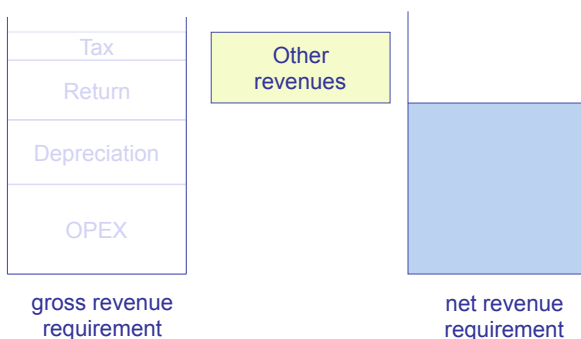 Tax
Return
Depreciation
OPEX
gross revenue
requirement
Other
revenues
net revenue
requirement